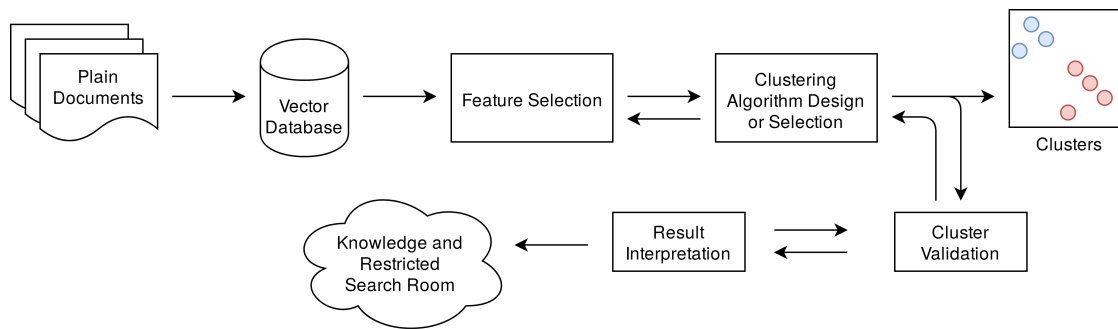 Plain
Documents
Vector
Database
Feature Selection
Clustering
Algorithm Design
or Selection
Clusters
Knowledge and
Restricted
Search Room
Result
Interpretation
Cluster
Validation